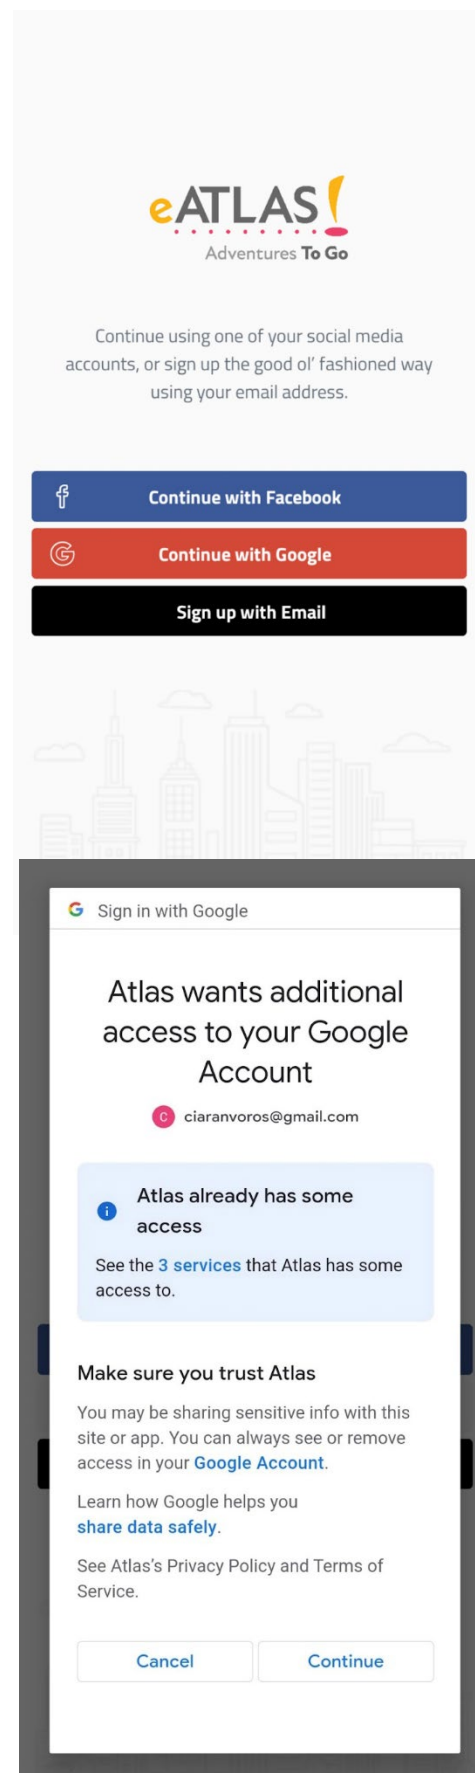 eATLAS!
Adventures To Go
Continue using one of your social media
accounts, or sign up the good ol' fashioned way
using your email address.
Continue with Facebook
Continue with Google
Sign up with Email
Sign in with Google
Atlas wants additional
access to your Google
Account
C ciaranvoros@gmail.com
Atlas already has some
access
See the 3 services that Atlas has some
access to.
Make sure you trust Atlas
You may be sharing sensitive info with this
site or app. You can always see or remove
access in your Google Account.
Learn how Google helps you
share data safely.
See Atlas's Privacy Policy and Terms of
Service.
Cancel Continue